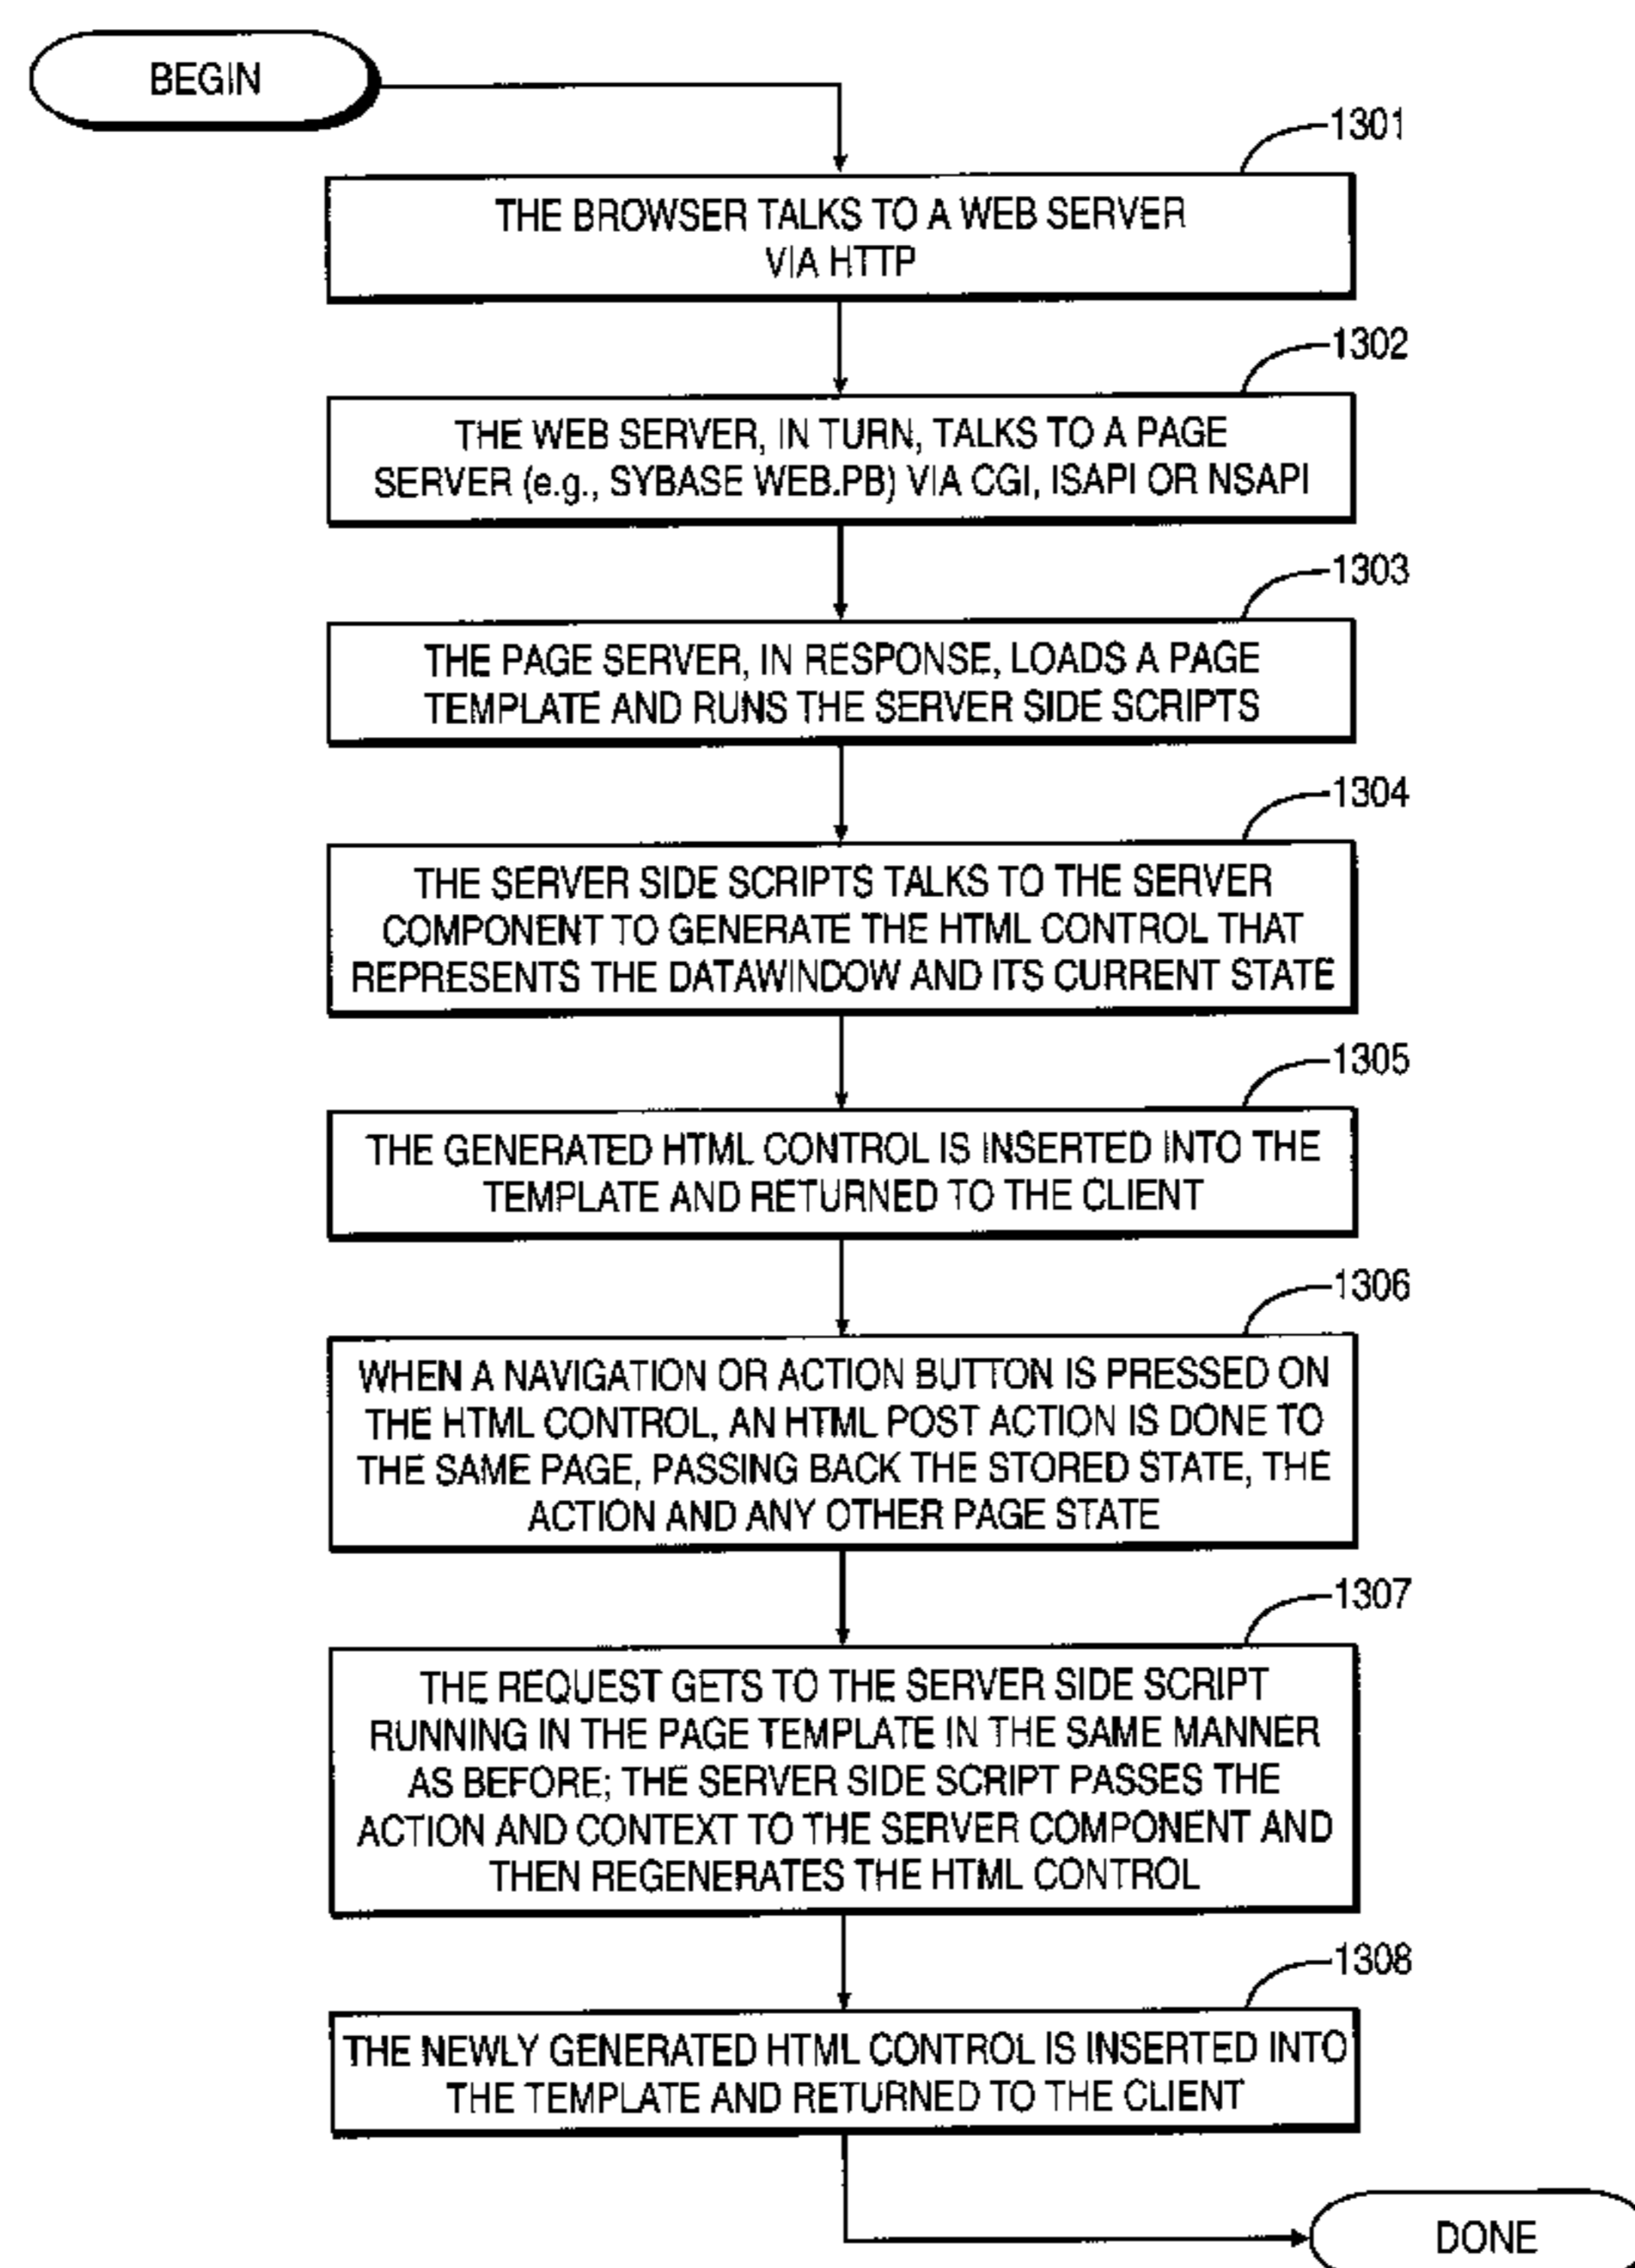 BEGIN
1301
THE BROWSER TALKS TO A WEB SERVER
VIA HTTP
1302
THE WEB SERVER, IN TURN, TALKS TO A PAGE
SERVER (e.g., SYBASE WEB.PB) VIA CGI, ISAPI OR NSAPI
1303
THE PAGE SERVER, IN RESPONSE, LOADS A PAGE
TEMPLATE AND RUNS THE SERVER SIDE SCRIPTS
1304
THE SERVER SIDE SCRIPTS TALKS TO THE SERVER
COMPONENT TO GENERATE THE HTML CONTROL THAT
REPRESENTS THE DATAWINDOW AND ITS CURRENT STATE
1305
THE GENERATED HTML CONTROL IS INSERTED INTO THE
TEMPLATE AND RETURNED TO THE CLIENT
1306
WHEN A NAVIGATION OR ACTION BUTTON IS PRESSED ON
THE HTML CONTROL, AN HTML POST ACTION IS DONE TO
THE SAME PAGE, PASSING BACK THE STORED STATE, THE
ACTION AND ANY OTHER PAGE STATE
1307
THE REQUEST GETS TO THE SERVER SIDE SCRIPT
RUNNING IN THE PAGE TEMPLATE IN THE SAME MANNER
AS BEFORE; THE SERVER SIDE SCRIPT PASSES THE
ACTION AND CONTEXT TO THE SERVER COMPONENT AND
THEN REGENERATES THE HTML CONTROL
1308
THE NEWLY GENERATED HTML CONTROL IS INSERTED INTO
THE TEMPLATE AND RETURNED TO THE CLIENT
DONE